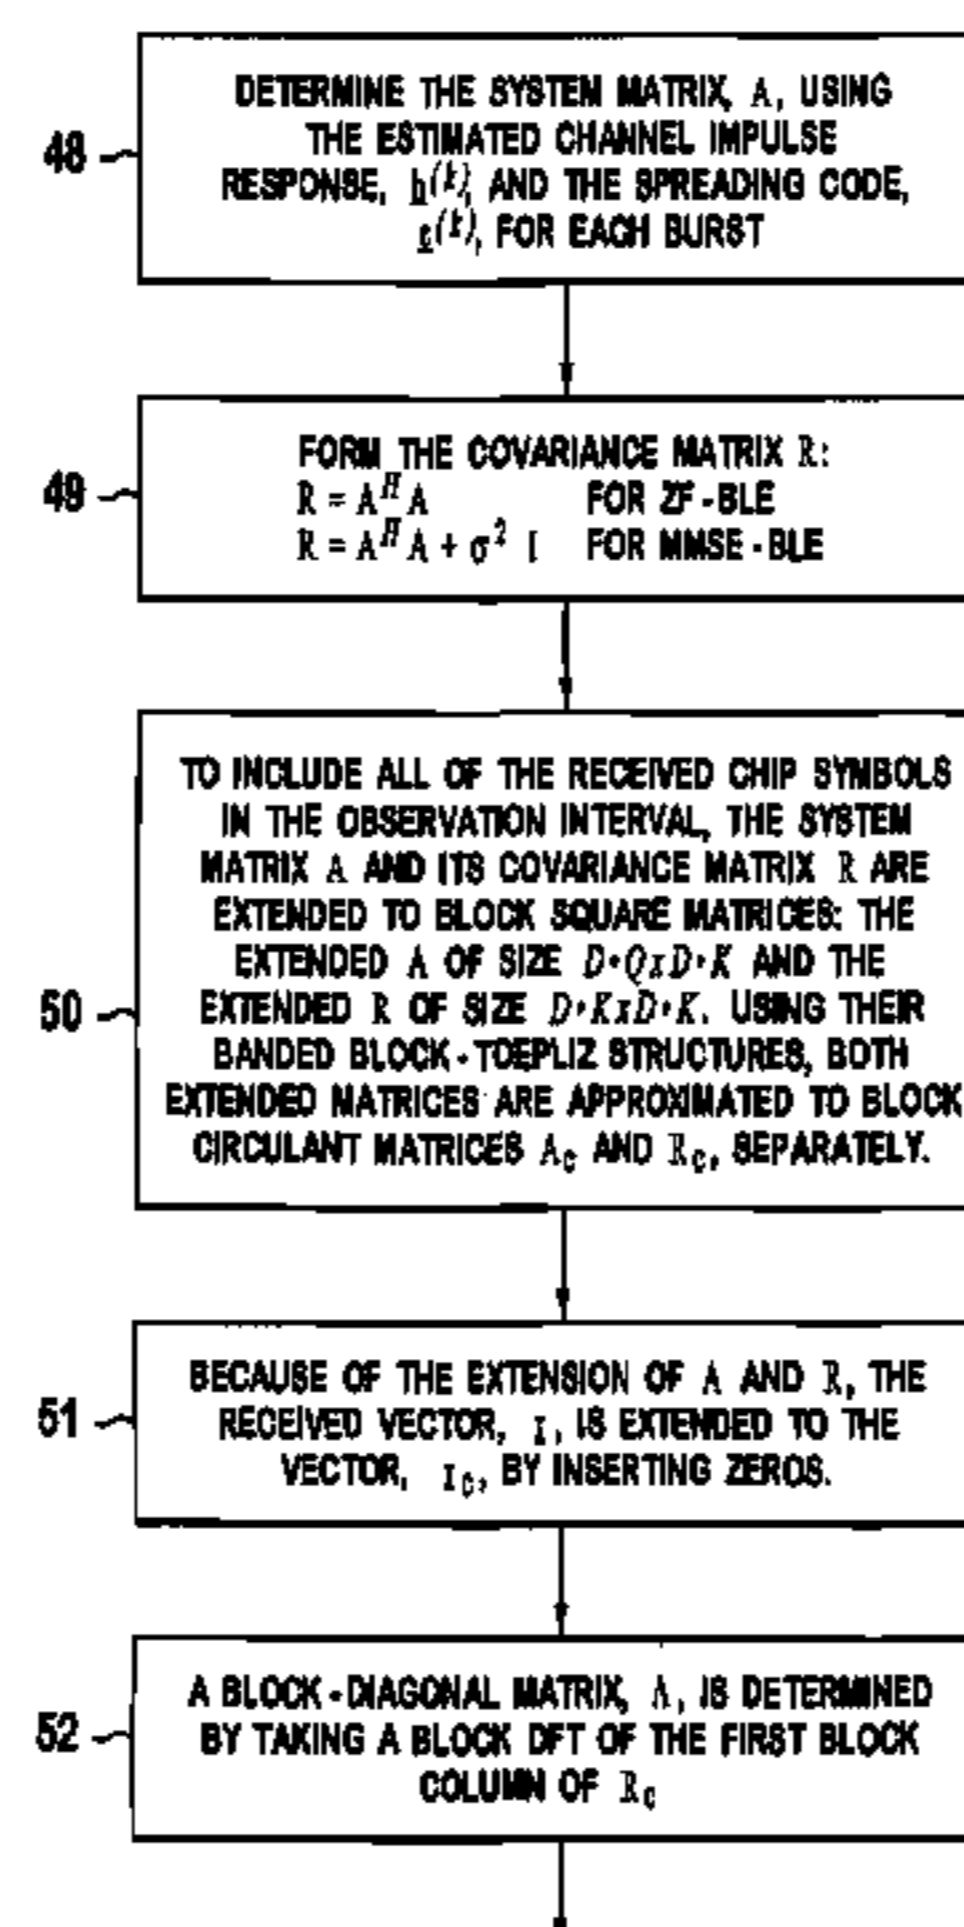 48
DETERMINE THE SYSTEM MATRIX, A, USING
THE ESTIMATED CHANNEL IMPULSE
RESPONSE, h^(k), AND THE SPREADING CODE,
c^(k), FOR EACH BURST
49
FORM THE COVARIANCE MATRIX R:
R = A^H A FOR ZF-BLE
R = A^H A + σ² I FOR MMSE-BLE
50
TO INCLUDE ALL OF THE RECEIVED CHIP SYMBOLS
IN THE OBSERVATION INTERVAL, THE SYSTEM
MATRIX A AND ITS COVARIANCE MATRIX R ARE
EXTENDED TO BLOCK SQUARE MATRICES: THE
EXTENDED A OF SIZE D·QxD·K AND THE
EXTENDED R OF SIZE D·KxD·K. USING THEIR
BANDED BLOCK-TOEPLIZ STRUCTURES, BOTH
EXTENDED MATRICES ARE APPROXIMATED TO BLOCK
CIRCULANT MATRICES A_C AND R_C, SEPARATELY.
51
BECAUSE OF THE EXTENSION OF A AND R, THE
RECEIVED VECTOR, r, IS EXTENDED TO THE
VECTOR, r_C, BY INSERTING ZEROS.
52
A BLOCK-DIAGONAL MATRIX, Λ, IS DETERMINED
BY TAKING A BLOCK DFT OF THE FIRST BLOCK
COLUMN OF R_C